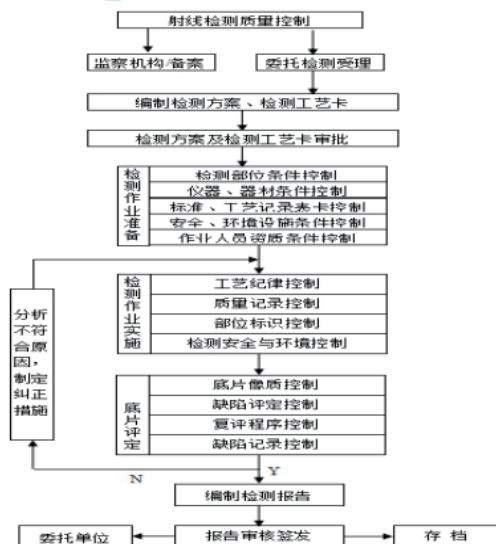 射线检测质量控制
监察机构/备案
委托检测受理
编制检测方案、检测工艺卡
检测方案及检测工艺卡审批
检测作业准备
检测部位条件控制
仪器、器材条件控制
标准、工艺记录表卡控制
安全、环境设施条件控制
作业人员资质条件控制
检测作业实施
工艺纪律控制
质量记录控制
部位标识控制
检测安全与环境控制
分析
不符
合原
因，
制定
纠正
措施
底片评定
底片像质控制
缺陷评定控制
复评程序控制
缺陷记录控制
N
Y
编制检测报告
委托单位
报告审核签发
存 档